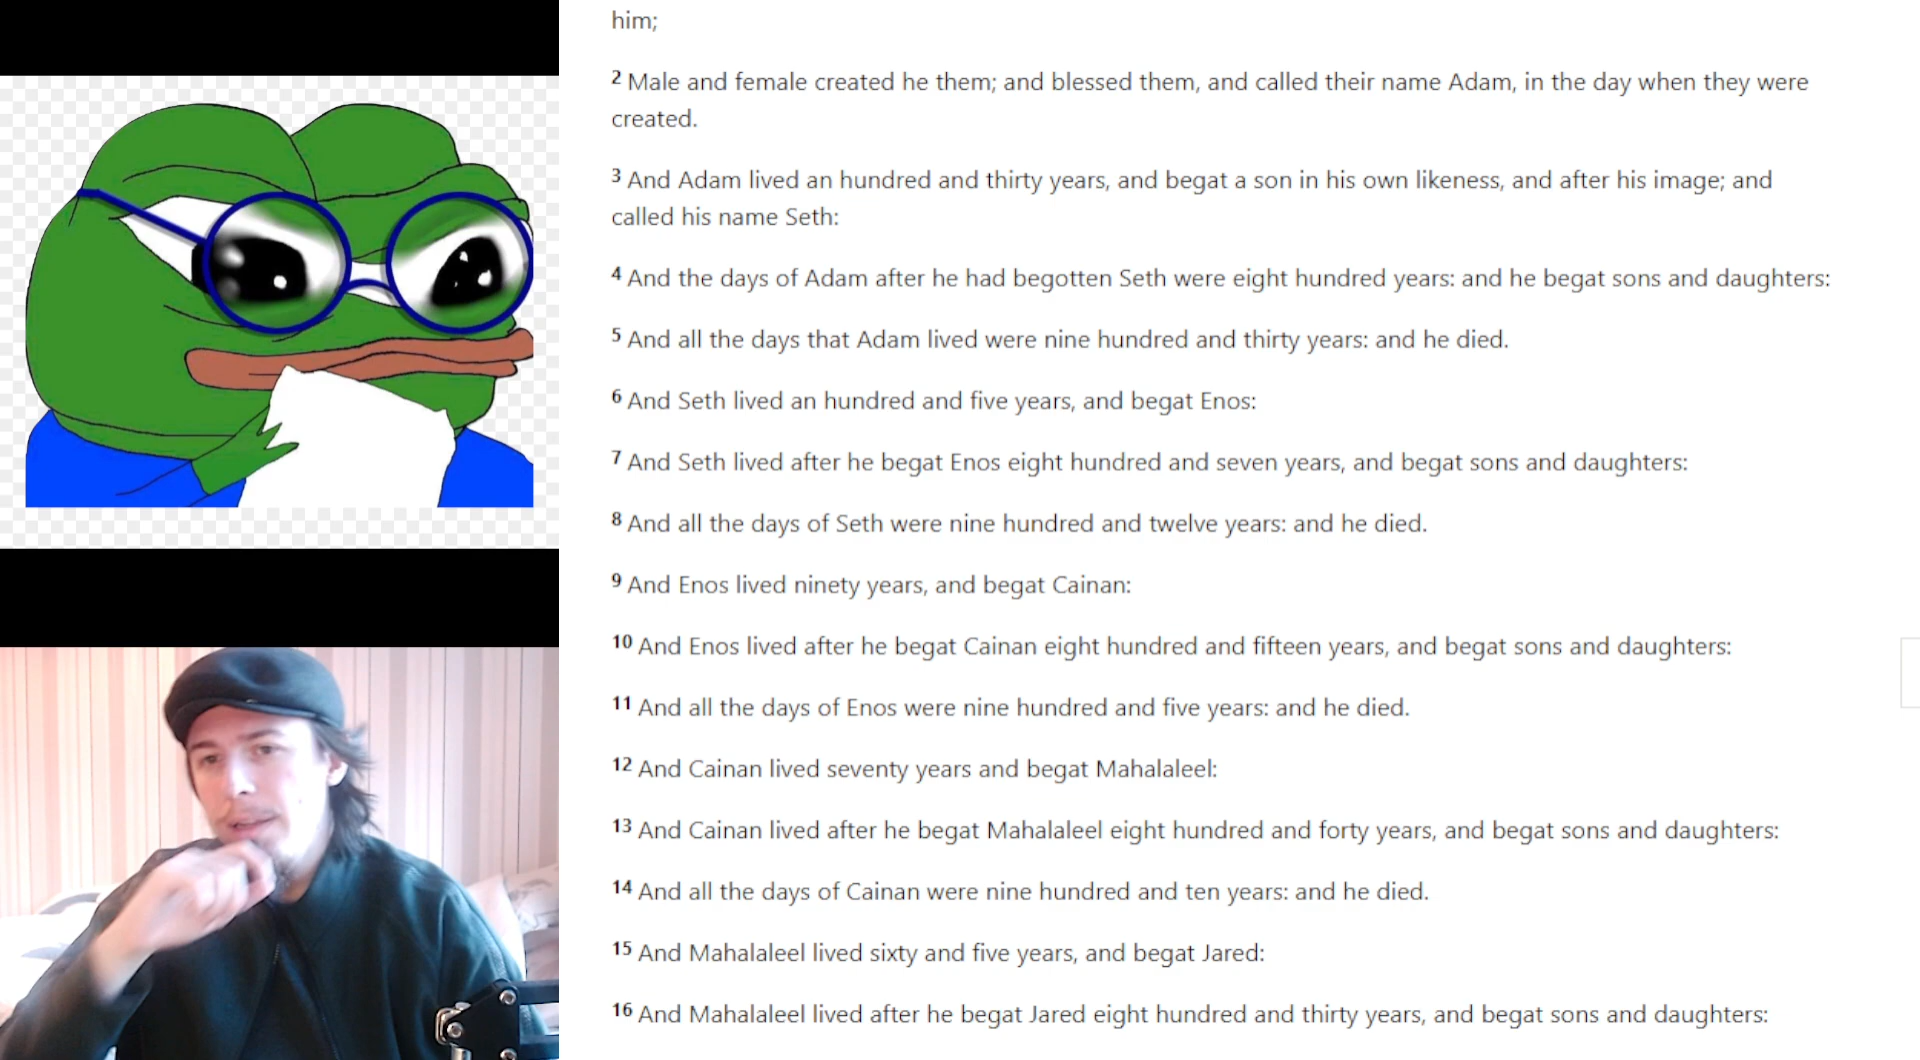 him;
2 Male and female created he them; and blessed them, and called their name Adam, in the day when they were
created.
3 And Adam lived an hundred and thirty years, and begat a son in his own likeness, and after his image; and
called his name Seth:
4 And the days of Adam after he had begotten Seth were eight hundred years: and he begat sons and daughters:
5 And all the days that Adam lived were nine hundred and thirty years: and he died.
6 And Seth lived an hundred and five years, and begat Enos:
7 And Seth lived after he begat Enos eight hundred and seven years, and begat sons and daughters:
8 And all the days of Seth were nine hundred and twelve years: and he died.
9 And Enos lived ninety years, and begat Cainan:
10 And Enos lived after he begat Cainan eight hundred and fifteen years, and begat sons and daughters:
11 And all the days of Enos were nine hundred and five years: and he died.
12 And Cainan lived seventy years and begat Mahalaleel:
13 And Cainan lived after he begat Mahalaleel eight hundred and forty years, and begat sons and daughters:
14 And all the days of Cainan were nine hundred and ten years: and he died.
15 And Mahalaleel lived sixty and five years, and begat Jared:
16 And Mahalaleel lived after he begat Jared eight hundred and thirty years, and begat sons and daughters: